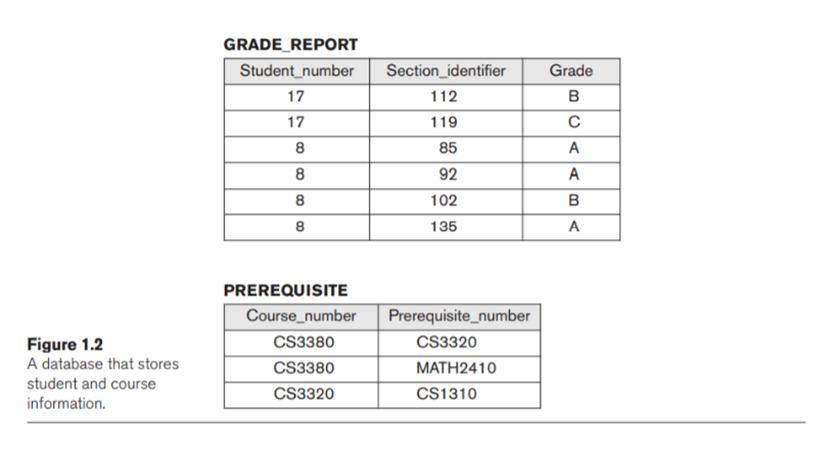 GRADE_REPORT
Student_number Section_identifier Grade
17 112 B
17 119 C
8 85 A
8 92 A
8 102 B
8 135 A
PREREQUISITE
Course_number Prerequisite_number
CS3380 CS3320
CS3380 MATH2410
CS3320 CS1310
Figure 1.2
A database that stores
student and course
information.